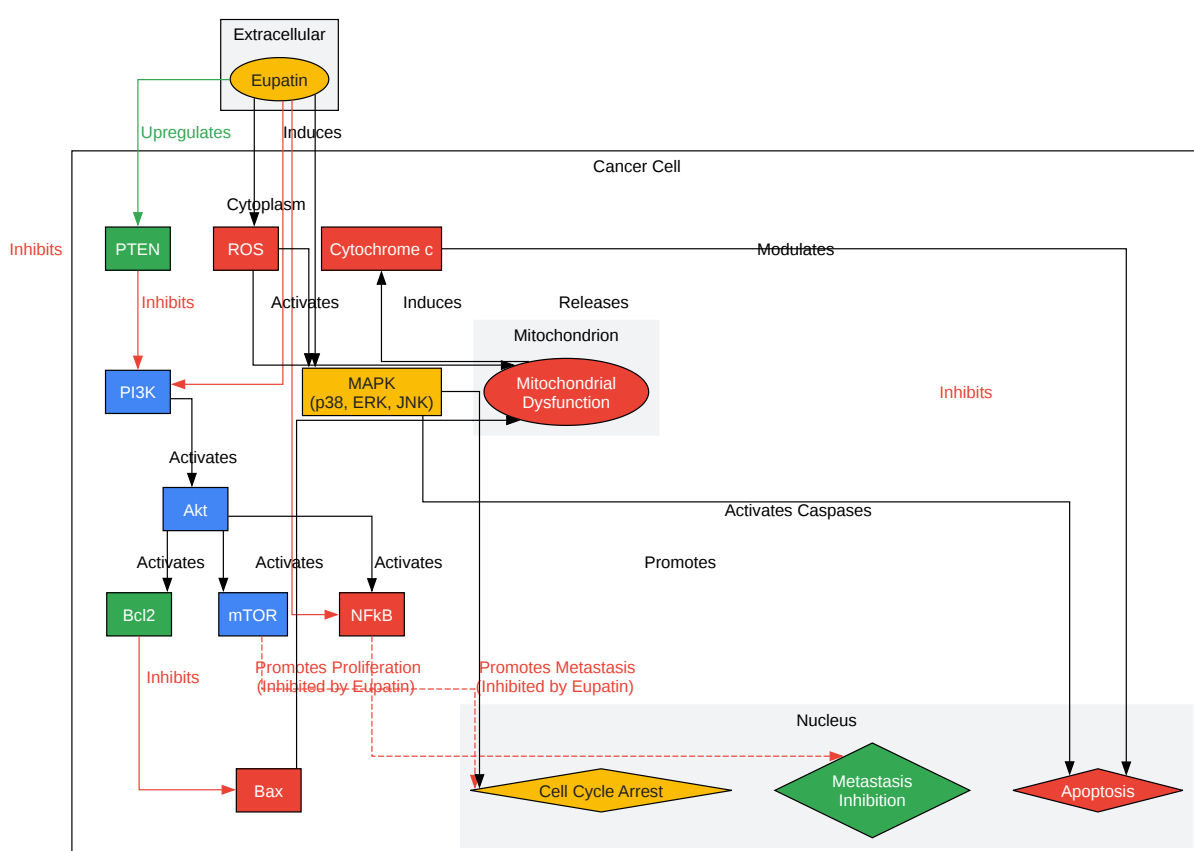 Extracellular
Eupatin
Upregulates
Induces
Cancer Cell
Cytoplasm
Inhibits
PTEN
ROS
Cytochrome c
Modulates
Inhibits
Activates
Induces
Releases
Mitochondrion
PI3K
MAPK
(p38, ERK, JNK)
Mitochondrial
Dysfunction
Inhibits
Activates
Akt
Activates Caspases
Activates
Activates
Activates
Promotes
Bcl2
mTOR
NFkB
Inhibits
Promotes Proliferation
(Inhibited by Eupatin)
Promotes Metastasis
(Inhibited by Eupatin)
Nucleus
Bax
Cell Cycle Arrest
Metastasis
Inhibition
Apoptosis